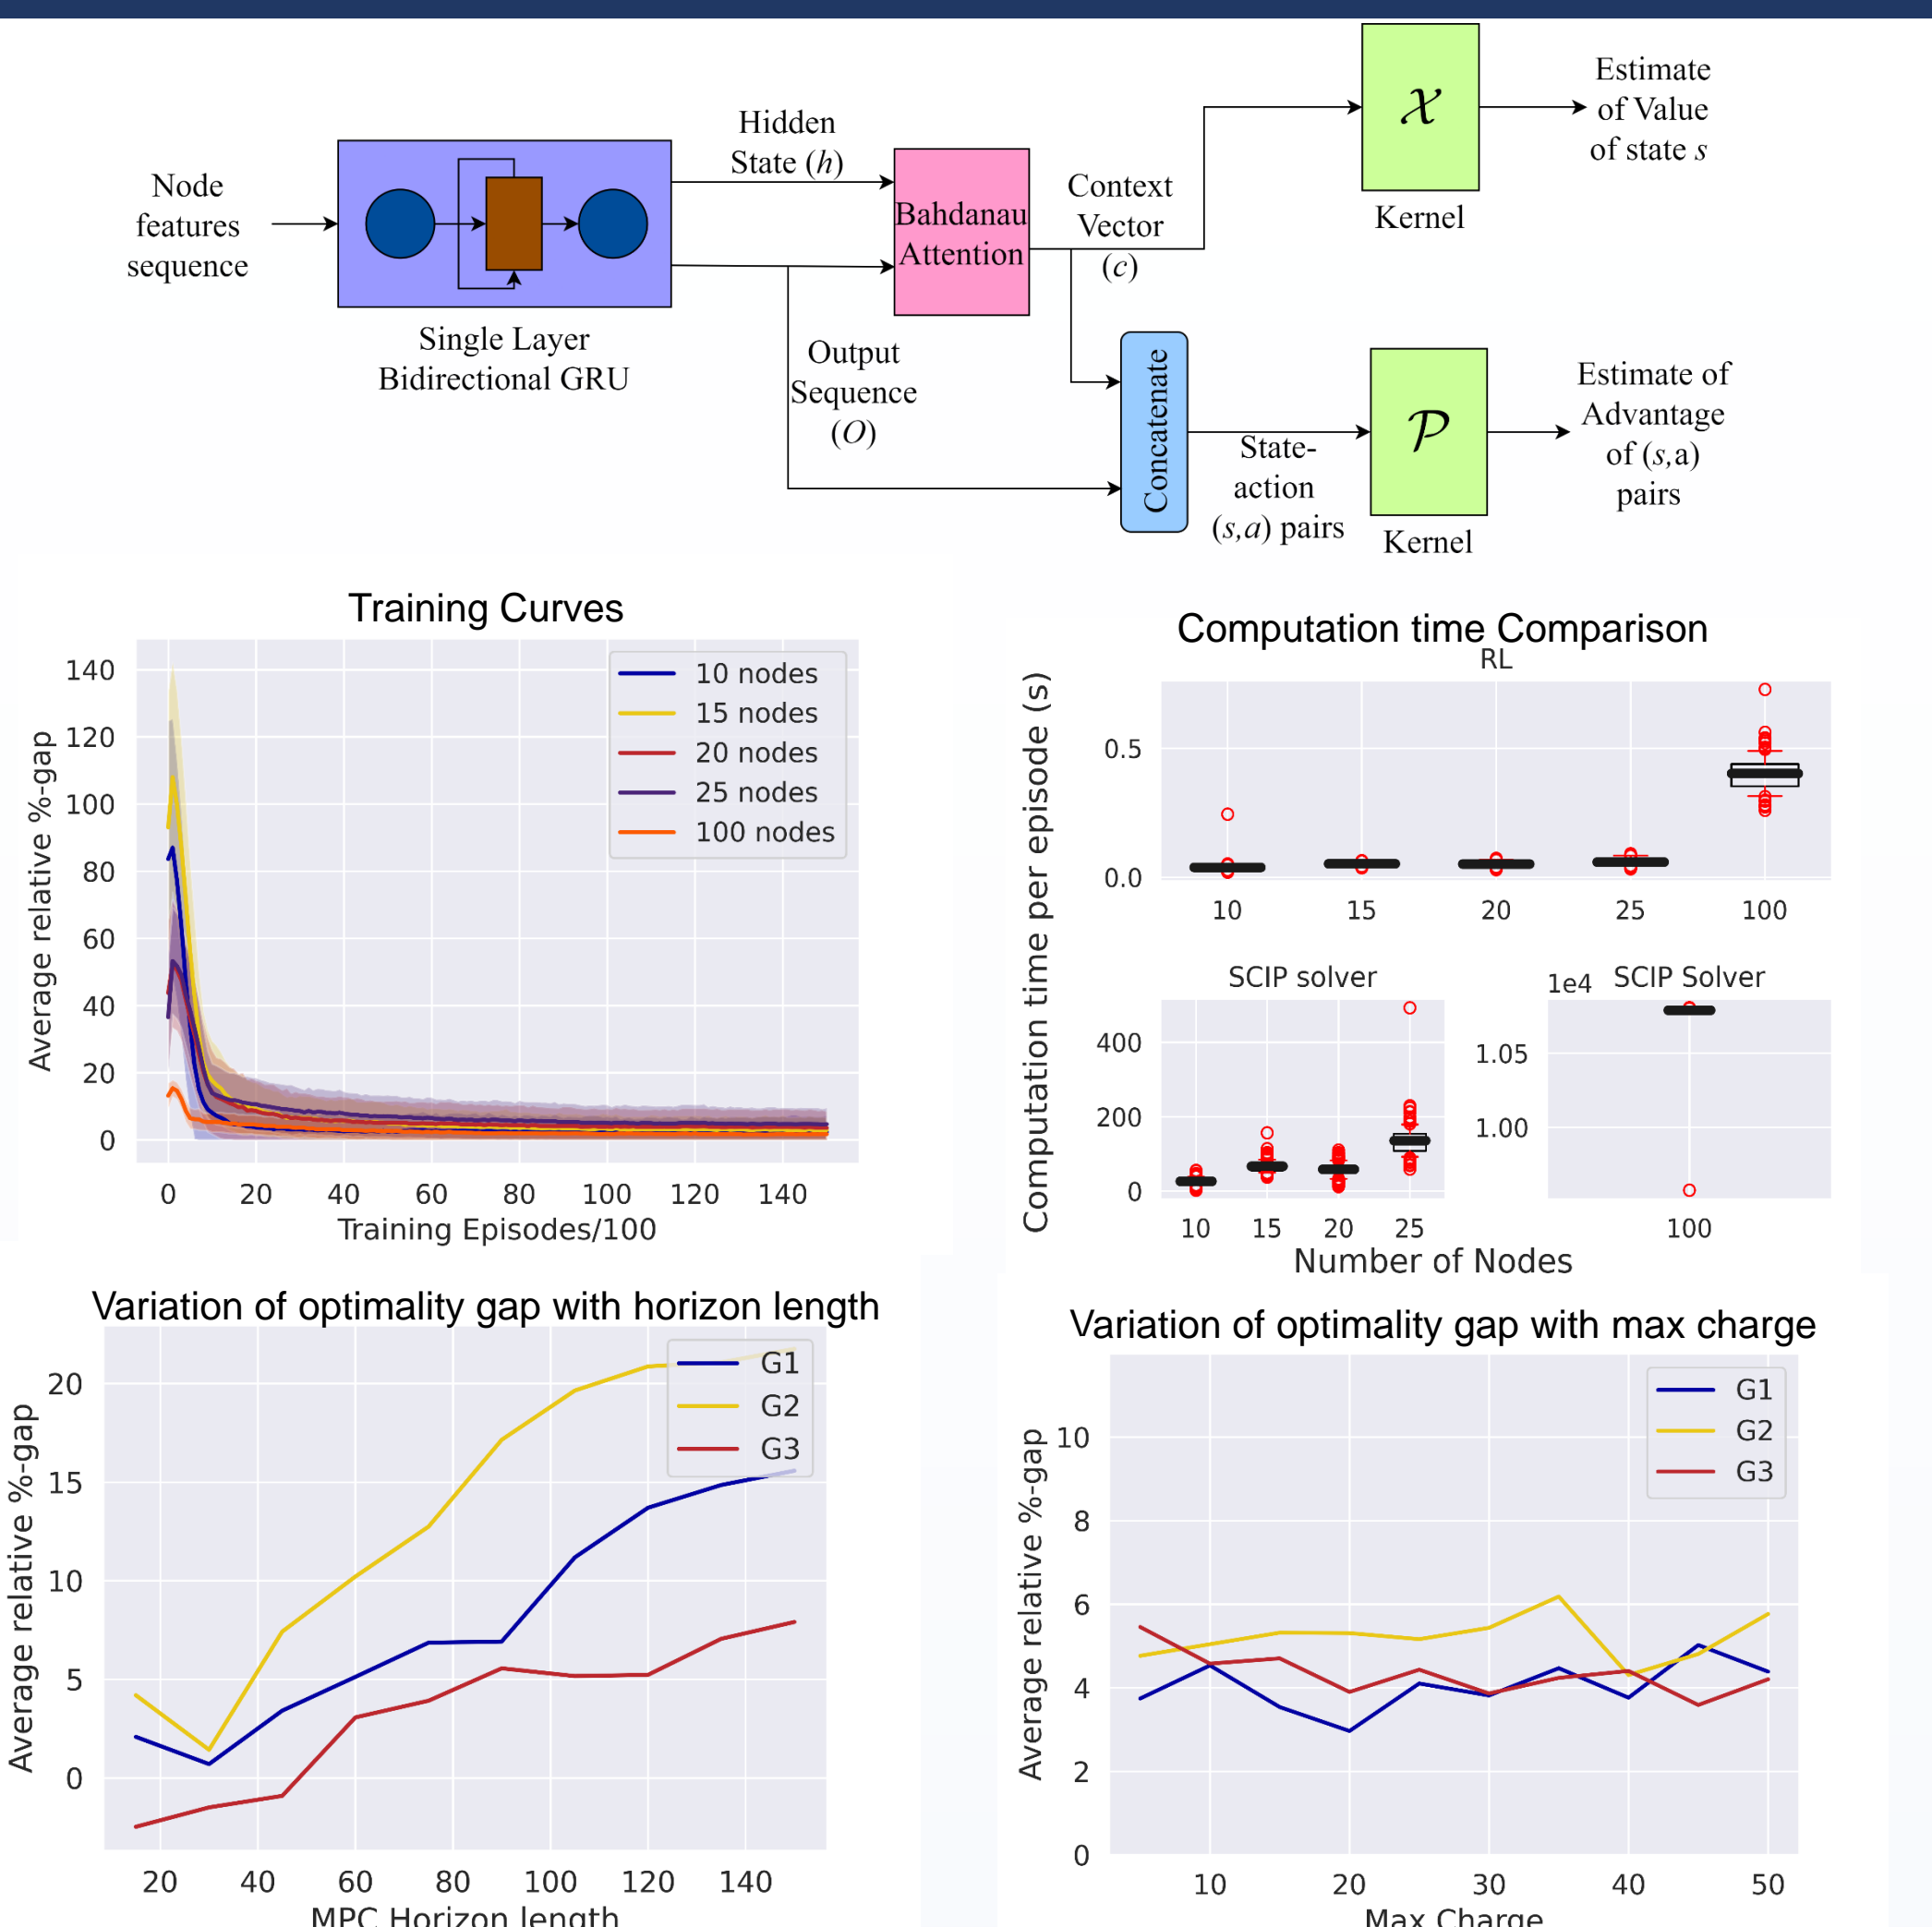 Node
features
sequence
Single Layer
Bidirectional GRU
Hidden
State (h)
Output
Sequence
(O)
Bahdanau
Attention
Context
Vector
(c)
Concatenate
State-
action
(s,a) pairs
𝒳
Kernel
Estimate
of Value
of state s
𝒫
Kernel
Estimate of
Advantage
of (s,a)
pairs
Training Curves
Average relative %-gap
140
120
100
80
60
40
20
0
10 nodes
15 nodes
20 nodes
25 nodes
100 nodes
0 20 40 60 80 100 120 140
Training Episodes/100
Computation time Comparison
Computation time per episode (s)
RL
0.5
0.0
10 15 20 25 100
SCIP solver
400
200
0
10 15 20 25
1e4 SCIP Solver
1.05
1.00
100
Number of Nodes
Variation of optimality gap with horizon length
Average relative %-gap
20
15
10
5
0
G1
G2
G3
20 40 60 80 100 120 140
MPC Horizon length
Variation of optimality gap with max charge
Average relative %-gap
10
8
6
4
2
0
G1
G2
G3
10 20 30 40 50
Max Charge